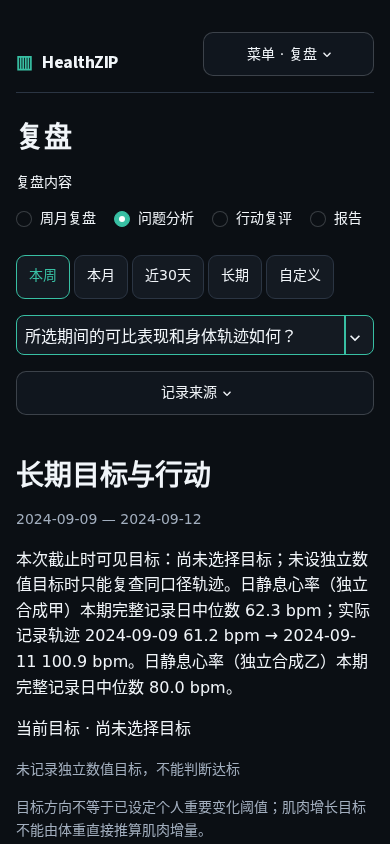 HealthZIP
菜单 · 复盘
复盘
复盘内容
周月复盘 问题分析 行动复评 报告
本周 本月 近30天 长期 自定义
所选期间的可比表现和身体轨迹如何？
记录来源
长期目标与行动
2024-09-09 — 2024-09-12
本次截止时可见目标：尚未选择目标；未设独立数
值目标时只能复查同口径轨迹。日静息心率（独立
合成甲）本期完整记录日中位数 62.3 bpm；实际
记录轨迹 2024-09-09 61.2 bpm → 2024-09-
11 100.9 bpm。日静息心率（独立合成乙）本期
完整记录日中位数 80.0 bpm。
当前目标 · 尚未选择目标
未记录独立数值目标，不能判断达标
目标方向不等于已设定个人重要变化阈值；肌肉增长目标
不能由体重直接推算肌肉增量。